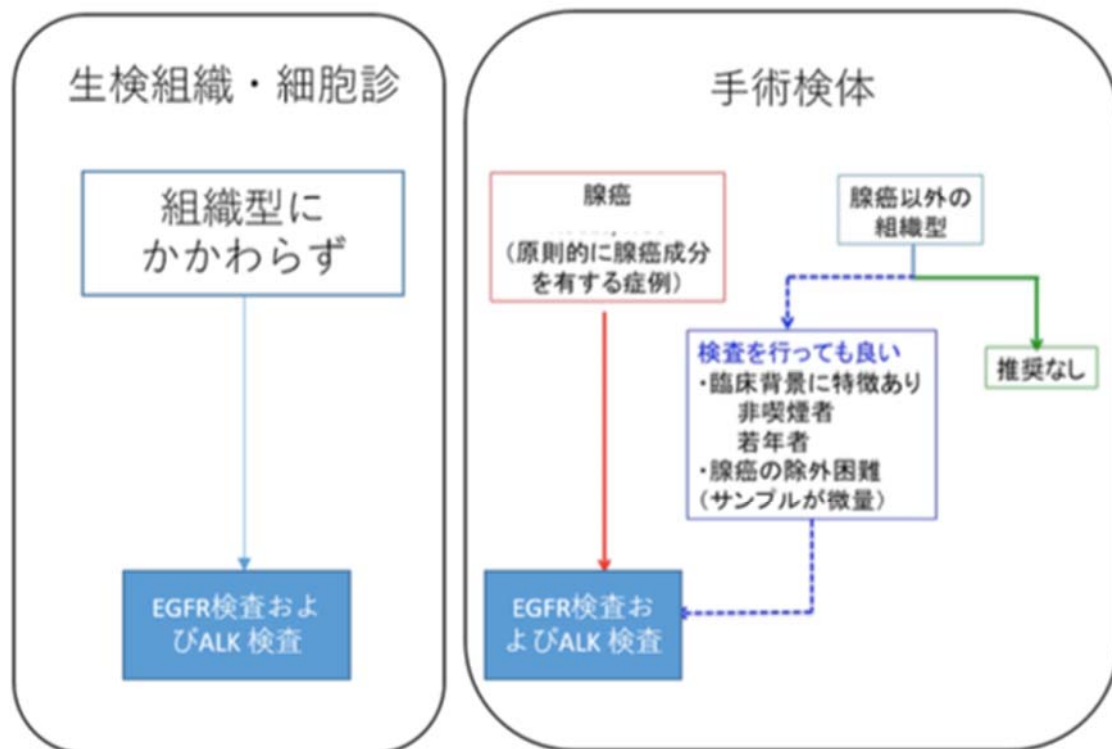 生検組織・細胞診
組織型に
かかわらず
EGFR検査およ
びALK 検査
手術検体
腺癌
（原則的に腺癌成分
を有する症例）
腺癌以外の
組織型
検査を行っても良い
・臨床背景に特徴あり
非喫煙者
若年者
・腺癌の除外困難
（サンプルが微量）
推奨なし
EGFR検査お
よびALK 検査